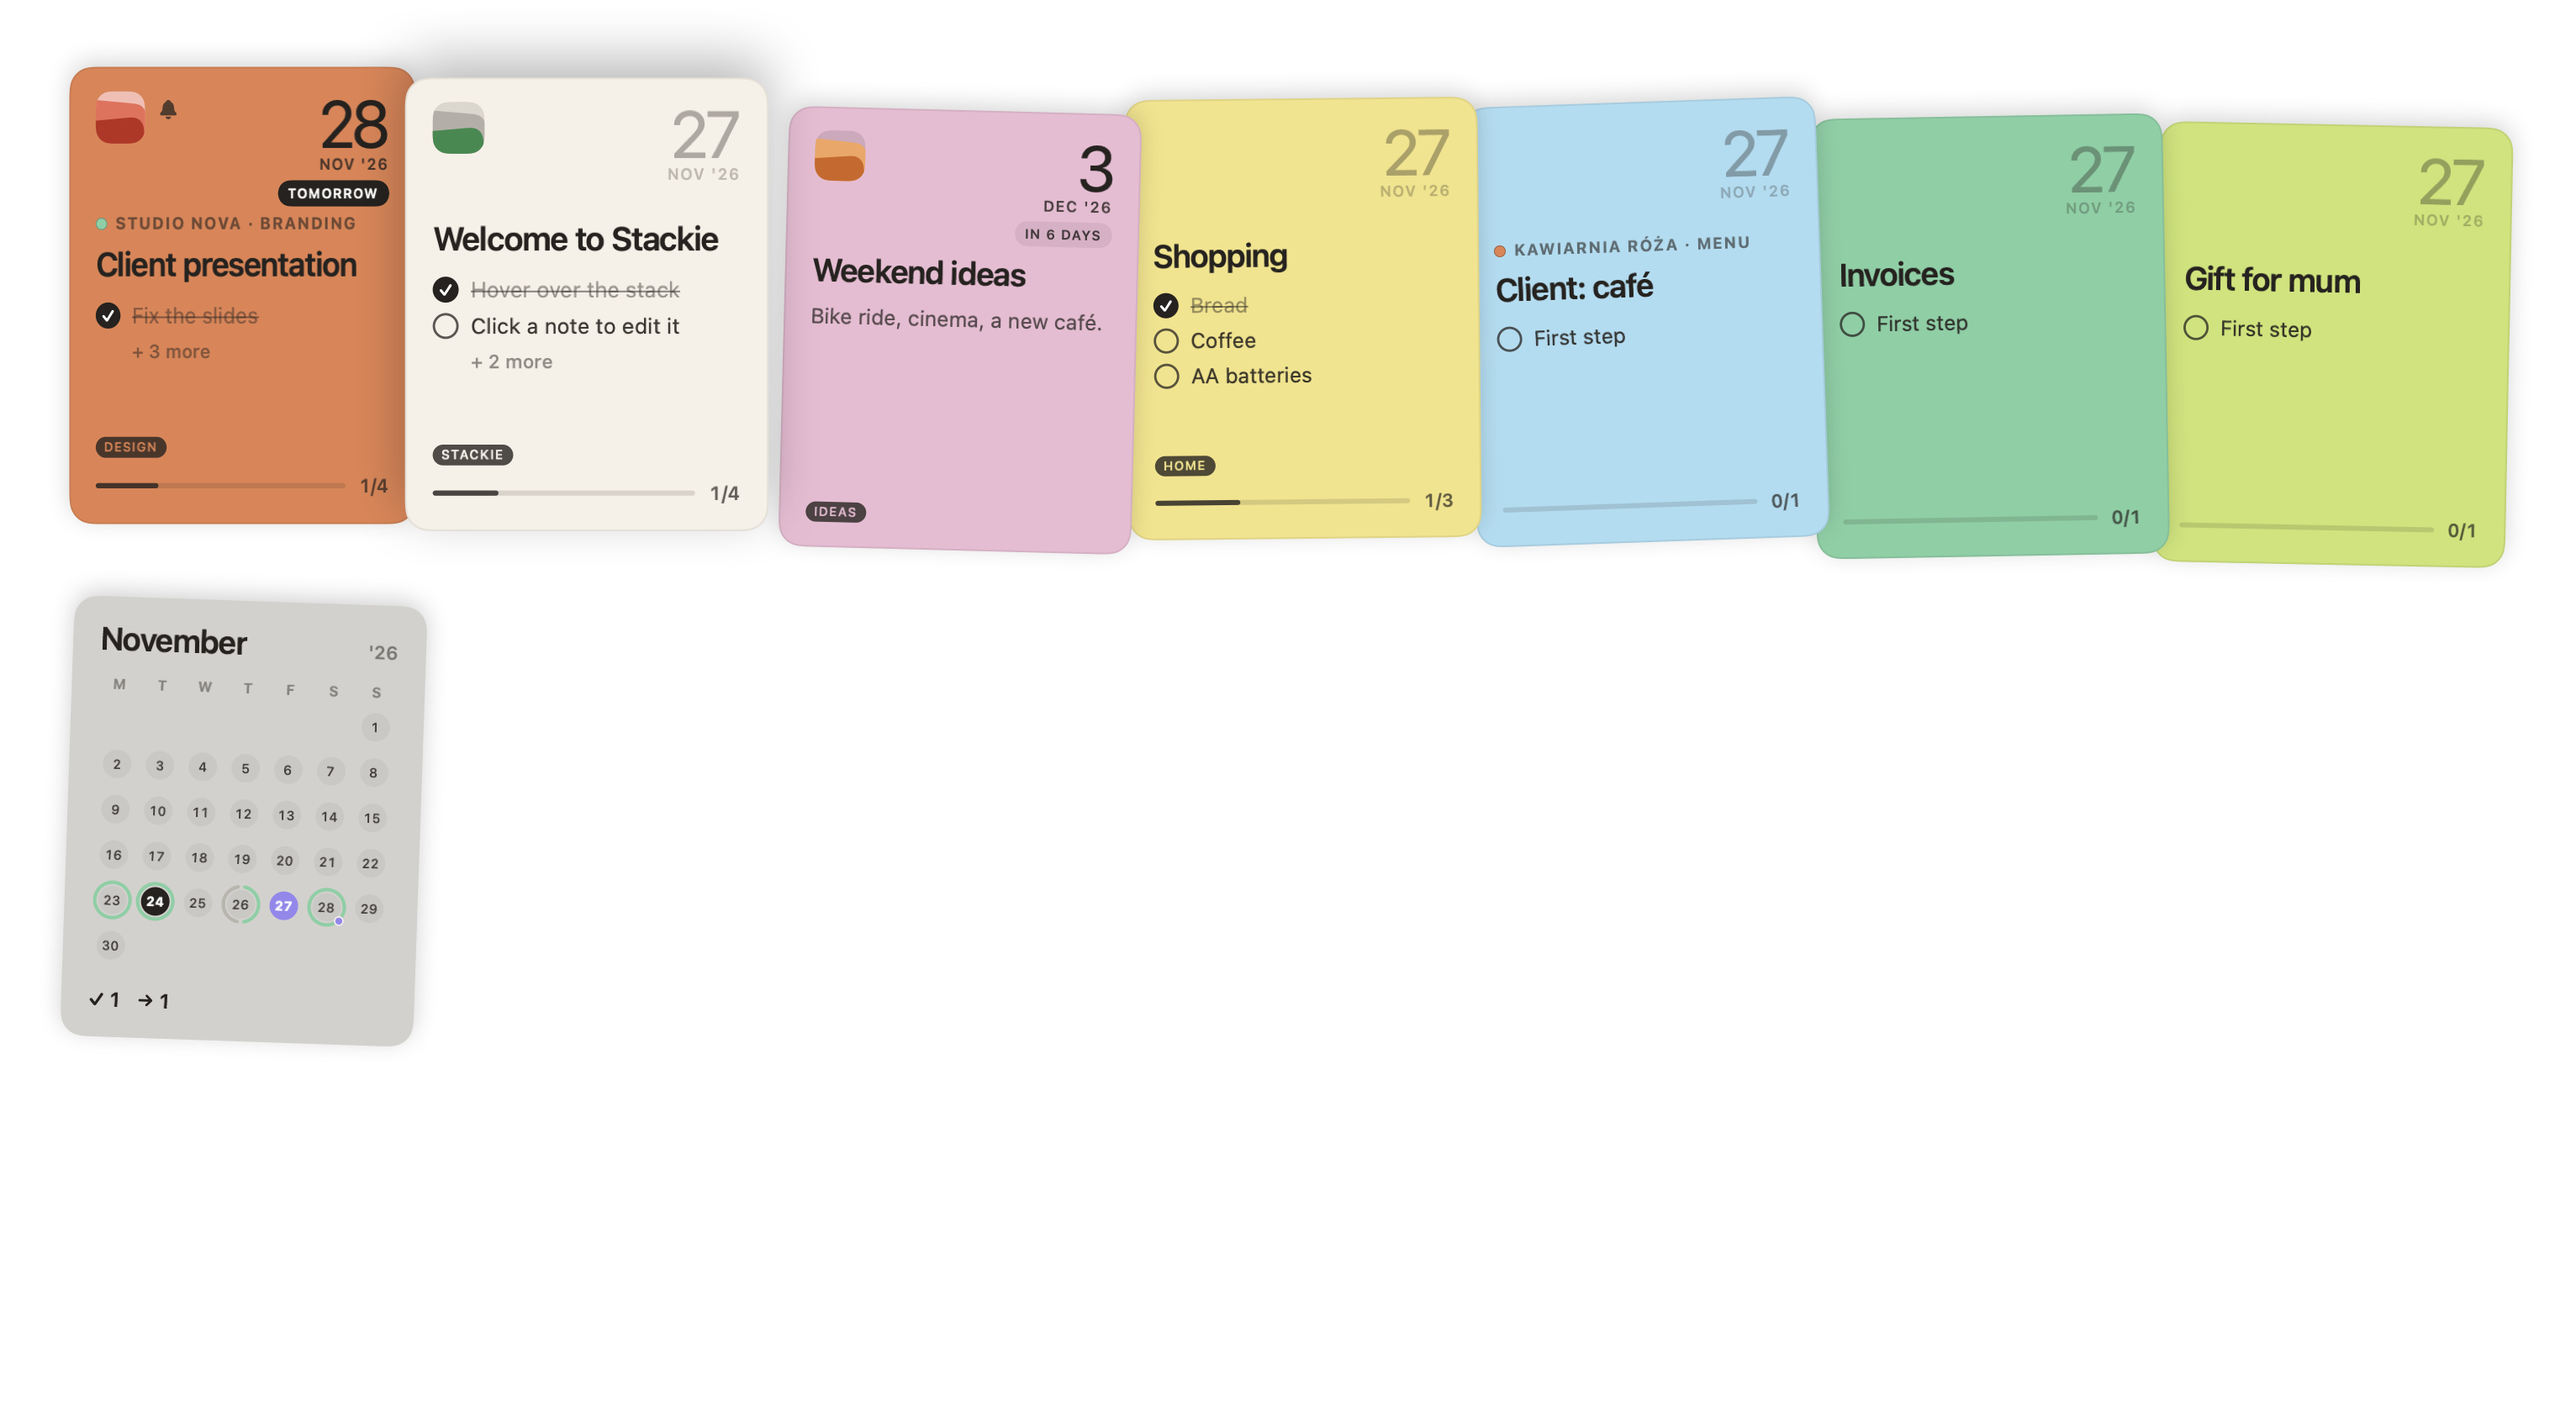 28
NOV '26
TOMORROW
STUDIO NOVA · BRANDING
Client presentation
Fix the slides
+ 3 more
DESIGN
1/4
27
NOV '26
Welcome to Stackie
Hover over the stack
Click a note to edit it
+ 2 more
STACKIE
1/4
3
DEC '26
IN 6 DAYS
Weekend ideas
Bike ride, cinema, a new café.
IDEAS
27
NOV '26
Shopping
Bread
Coffee
AA batteries
HOME
1/3
27
NOV '26
KAWIARNIA RÓŻA · MENU
Client: café
First step
0/1
27
NOV '26
Invoices
First step
0/1
27
NOV '26
Gift for mum
First step
0/1
November '26
M T W T F S S
1
2 3 4 5 6 7 8
9 10 11 12 13 14 15
16 17 18 19 20 21 22
23 24 25 26 27 28 29
30
✓ 1 → 1